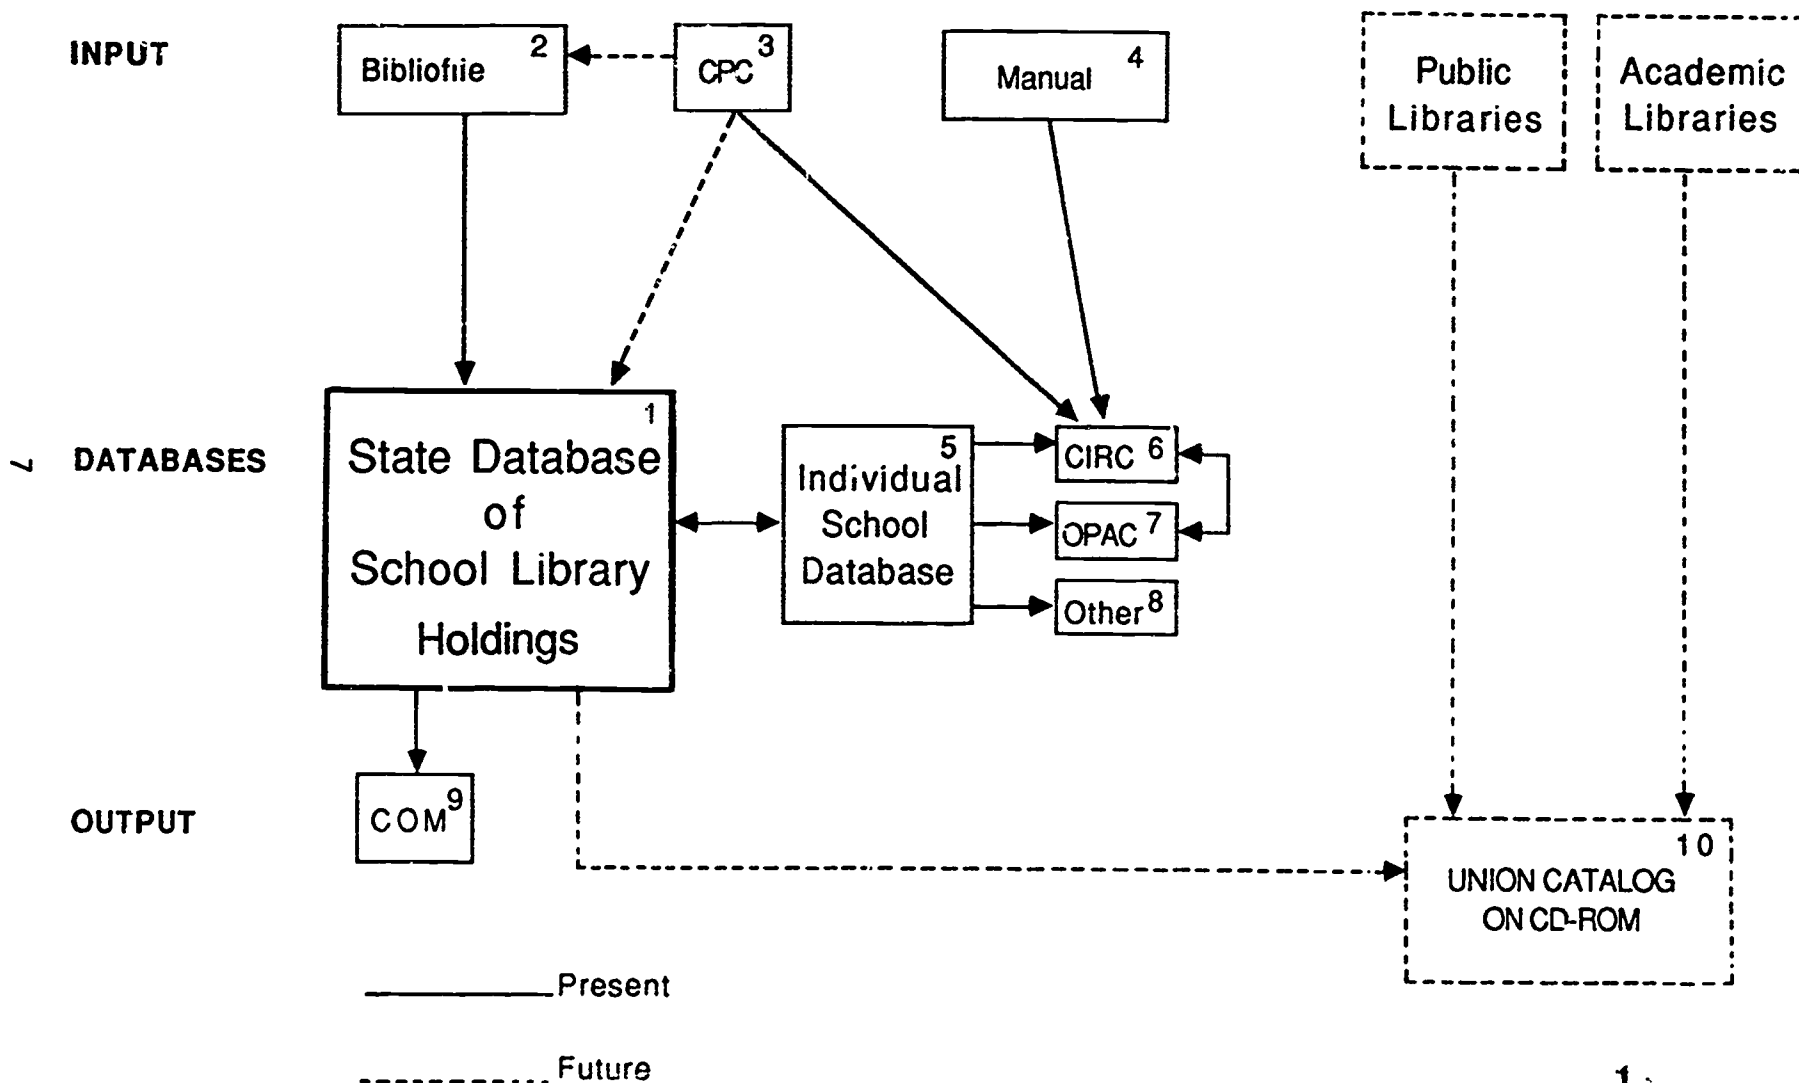 INPUT
Bibliofile 2
CPC 3
Manual 4
Public
Libraries
Academic
Libraries
7
DATABASES
1
State Database
of
School Library
Holdings
5
Individual
School
Database
CIRC 6
OPAC 7
Other 8
OUTPUT
COM 9
10
UNION CATALOG
ON CD-ROM
Present
Future